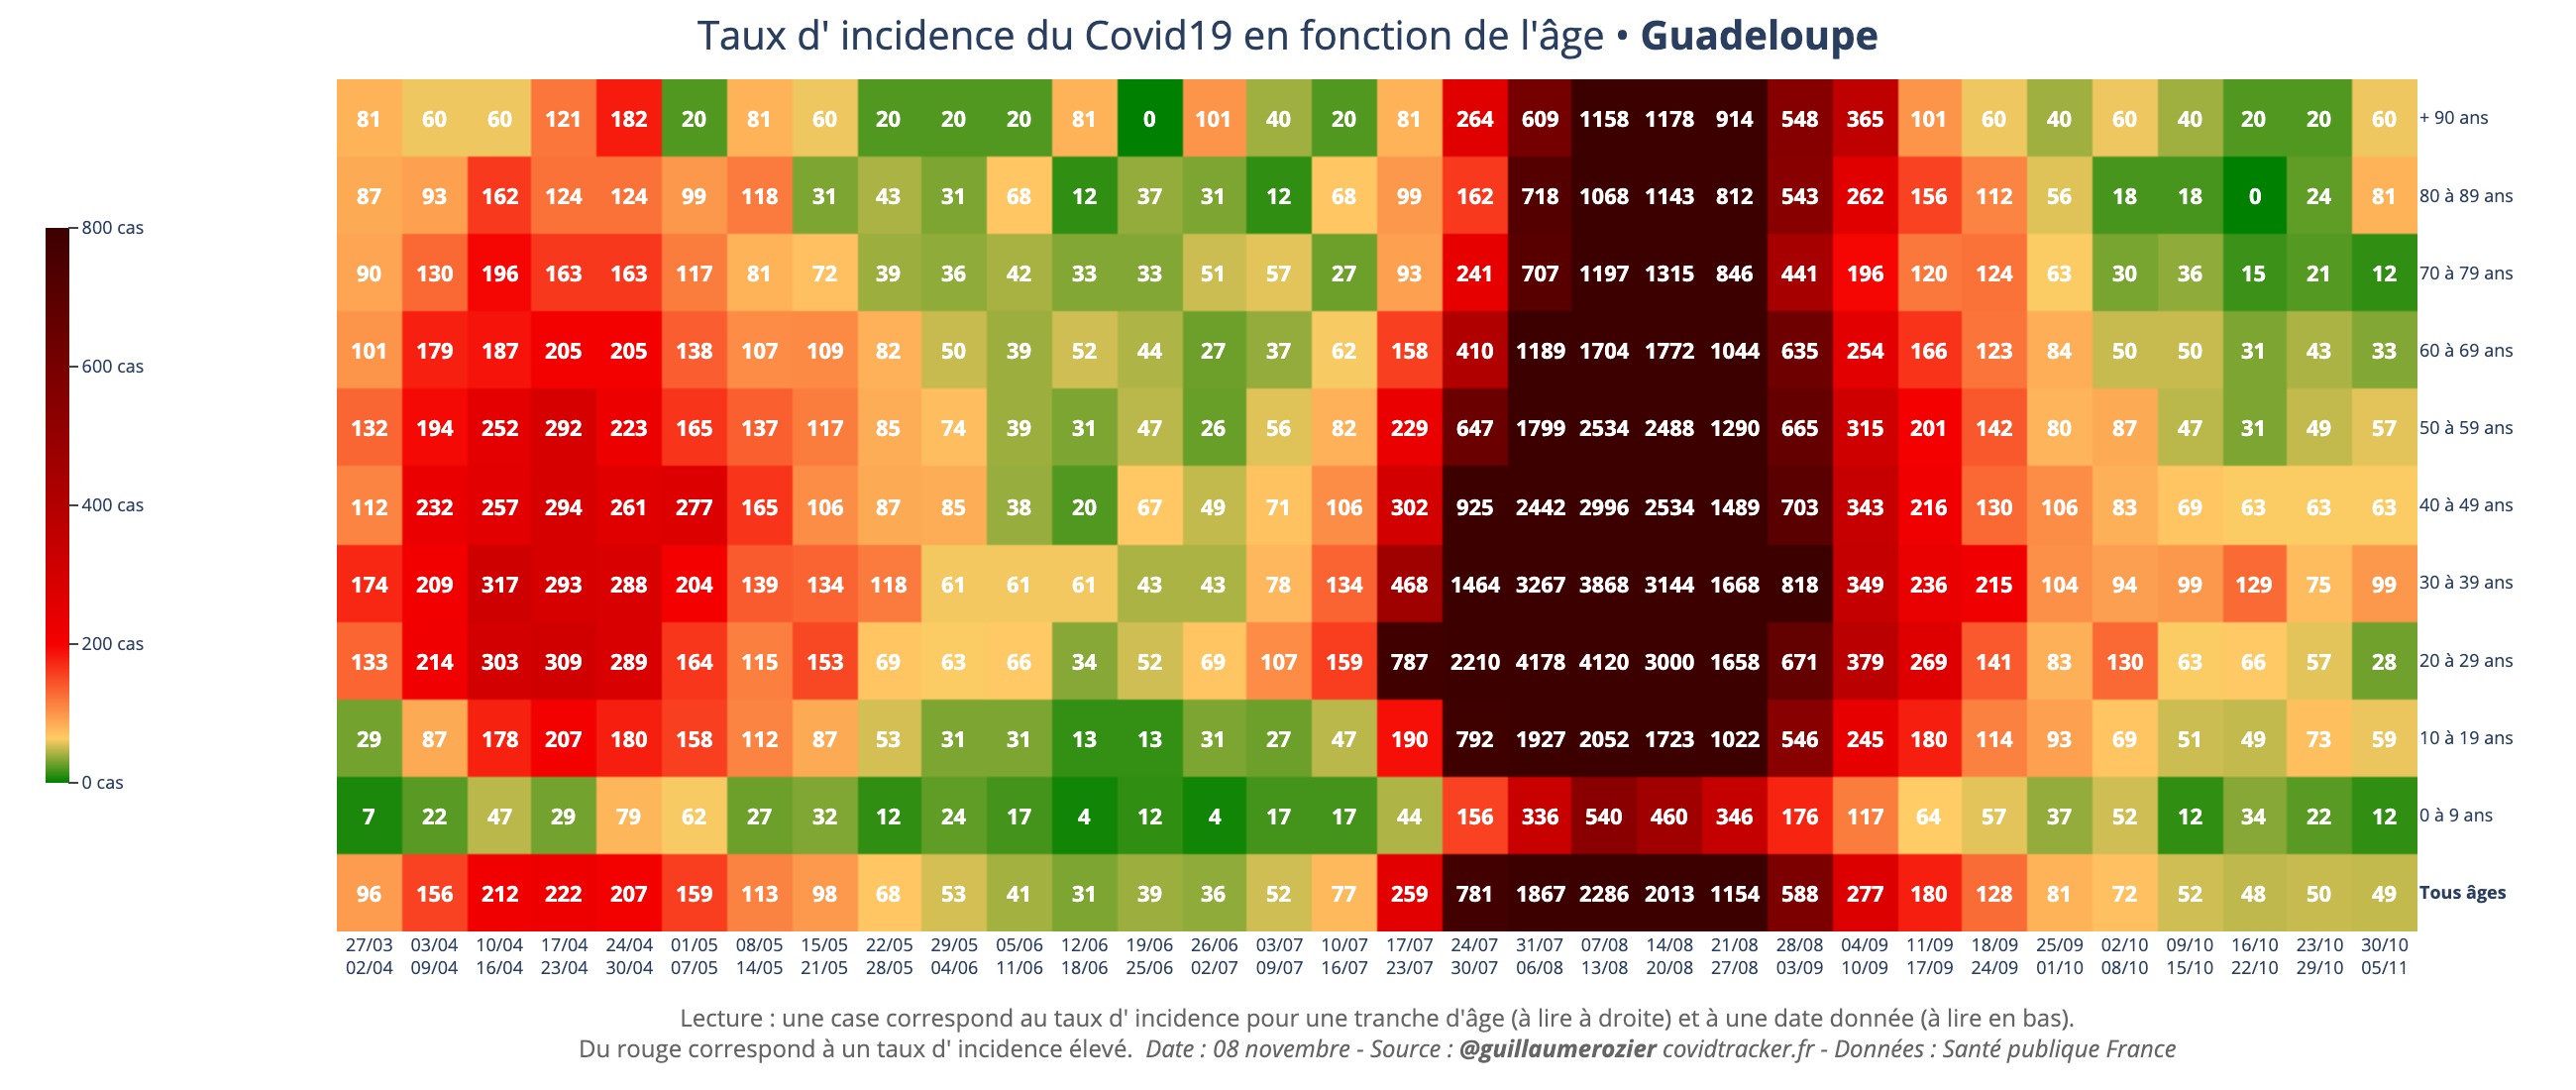 Taux d' incidence du Covid19 en fonction de l'âge • Guadeloupe
81 60 60 121 182 20 81 60 20 20 20 81 0 101 40 20 81 264 609 1158 1178 914 548 365 101 60 40 60 40 20 20 60 + 90 ans
87 93 162 124 124 99 118 31 43 31 68 12 37 31 12 68 99 162 718 1068 1143 812 543 262 156 112 56 18 18 0 24 81 80 à 89 ans
800 cas
90 130 196 163 163 117 81 72 39 36 42 33 33 51 57 27 93 241 707 1197 1315 846 441 196 120 124 63 30 36 15 21 12 70 à 79 ans
101 179 187 205 205 138 107 109 82 50 39 52 44 27 37 62 158 410 1189 1704 1772 1044 635 254 166 123 84 50 50 31 43 33 60 à 69 ans
600 cas
132 194 252 292 223 165 137 117 85 74 39 31 47 26 56 82 229 647 1799 2534 2488 1290 665 315 201 142 80 87 47 31 49 57 50 à 59 ans
400 cas
112 232 257 294 261 277 165 106 87 85 38 20 67 49 71 106 302 925 2442 2996 2534 1489 703 343 216 130 106 83 69 63 63 63 40 à 49 ans
174 209 317 293 288 204 139 134 118 61 61 61 43 43 78 134 468 1464 3267 3868 3144 1668 818 349 236 215 104 94 99 129 75 99 30 à 39 ans
200 cas
133 214 303 309 289 164 115 153 69 63 66 34 52 69 107 159 787 2210 4178 4120 3000 1658 671 379 269 141 83 130 63 66 57 28 20 à 29 ans
29 87 178 207 180 158 112 87 53 31 31 13 13 31 27 47 190 792 1927 2052 1723 1022 546 245 180 114 93 69 51 49 73 59 10 à 19 ans
0 cas
7 22 47 29 79 62 27 32 12 24 17 4 12 4 17 17 44 156 336 540 460 346 176 117 64 57 37 52 12 34 22 12 0 à 9 ans
96 156 212 222 207 159 113 98 68 53 41 31 39 36 52 77 259 781 1867 2286 2013 1154 588 277 180 128 81 72 52 48 50 49 Tous âges
27/03 03/04 10/04 17/04 24/04 01/05 08/05 15/05 22/05 29/05 05/06 12/06 19/06 26/06 03/07 10/07 17/07 24/07 31/07 07/08 14/08 21/08 28/08 04/09 11/09 18/09 25/09 02/10 09/10 16/10 23/10 30/10
02/04 09/04 16/04 23/04 30/04 07/05 14/05 21/05 28/05 04/06 11/06 18/06 25/06 02/07 09/07 16/07 23/07 30/07 06/08 13/08 20/08 27/08 03/09 10/09 17/09 24/09 01/10 08/10 15/10 22/10 29/10 05/11
Lecture : une case correspond au taux d' incidence pour une tranche d'âge (à lire à droite) et à une date donnée (à lire en bas).
Du rouge correspond à un taux d' incidence élevé. Date : 08 novembre - Source : @guillaumerozier covidtracker.fr - Données : Santé publique France